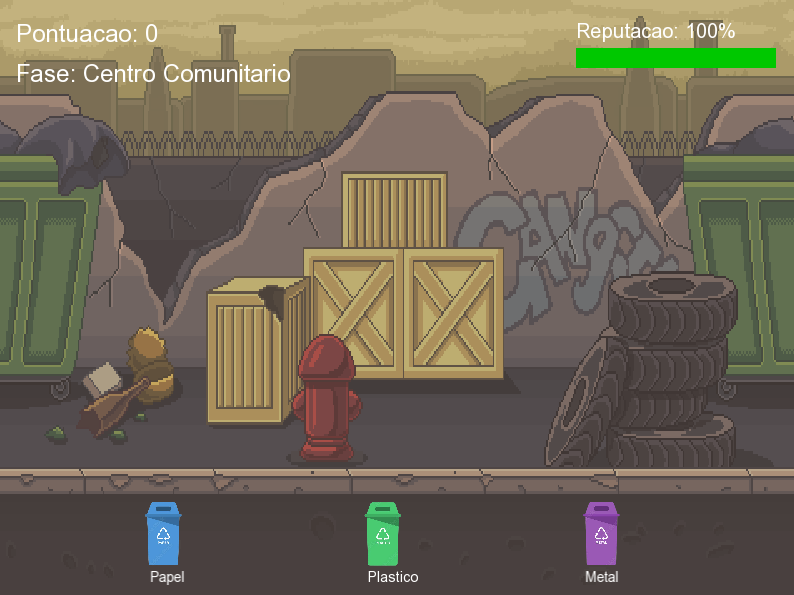 Pontuacao: 0
Reputacao: 100%
Fase: Centro Comunitario
Papel
Plastico
Metal